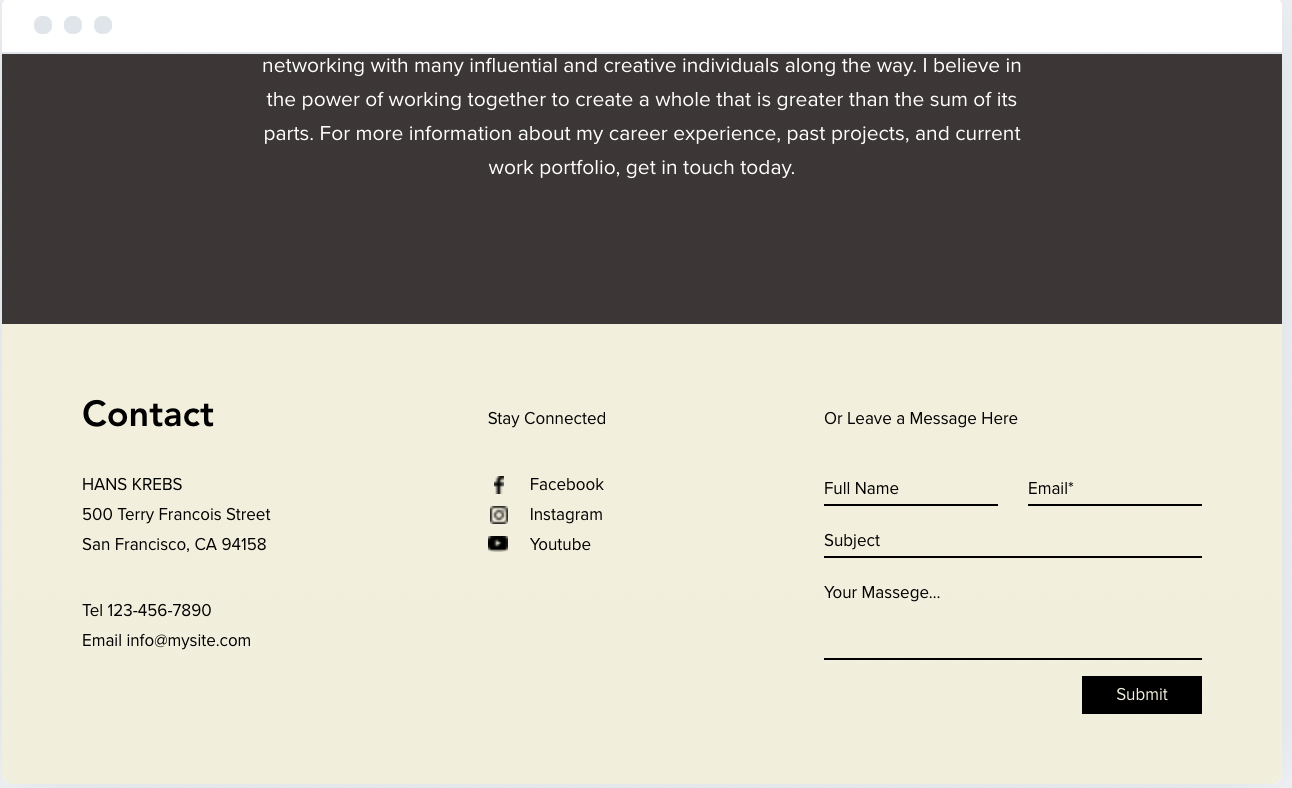 networking with many influential and creative individuals along the way. I believe in
the power of working together to create a whole that is greater than the sum of its
parts. For more information about my career experience, past projects, and current
work portfolio, get in touch today.
Contact
HANS KREBS
500 Terry Francois Street
San Francisco, CA 94158
Tel 123-456-7890
Email info@mysite.com
Stay Connected
Facebook
Instagram
Youtube
Or Leave a Message Here
Full Name
Email*
Subject
Your Massege...
Submit